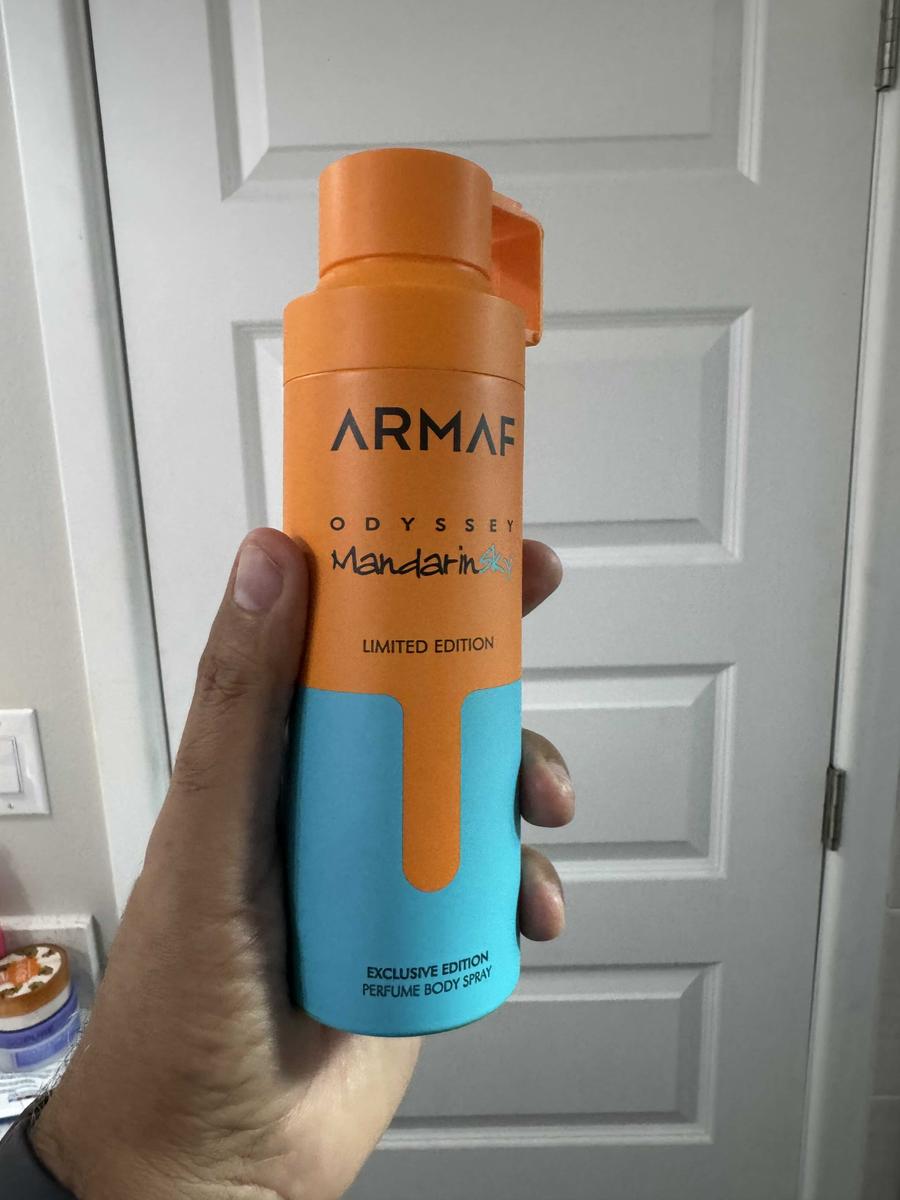 ARMAF
ODYSSEY
MandarinSky
LIMITED EDITION
EXCLUSIVE EDITION
PERFUME BODY SPRAY